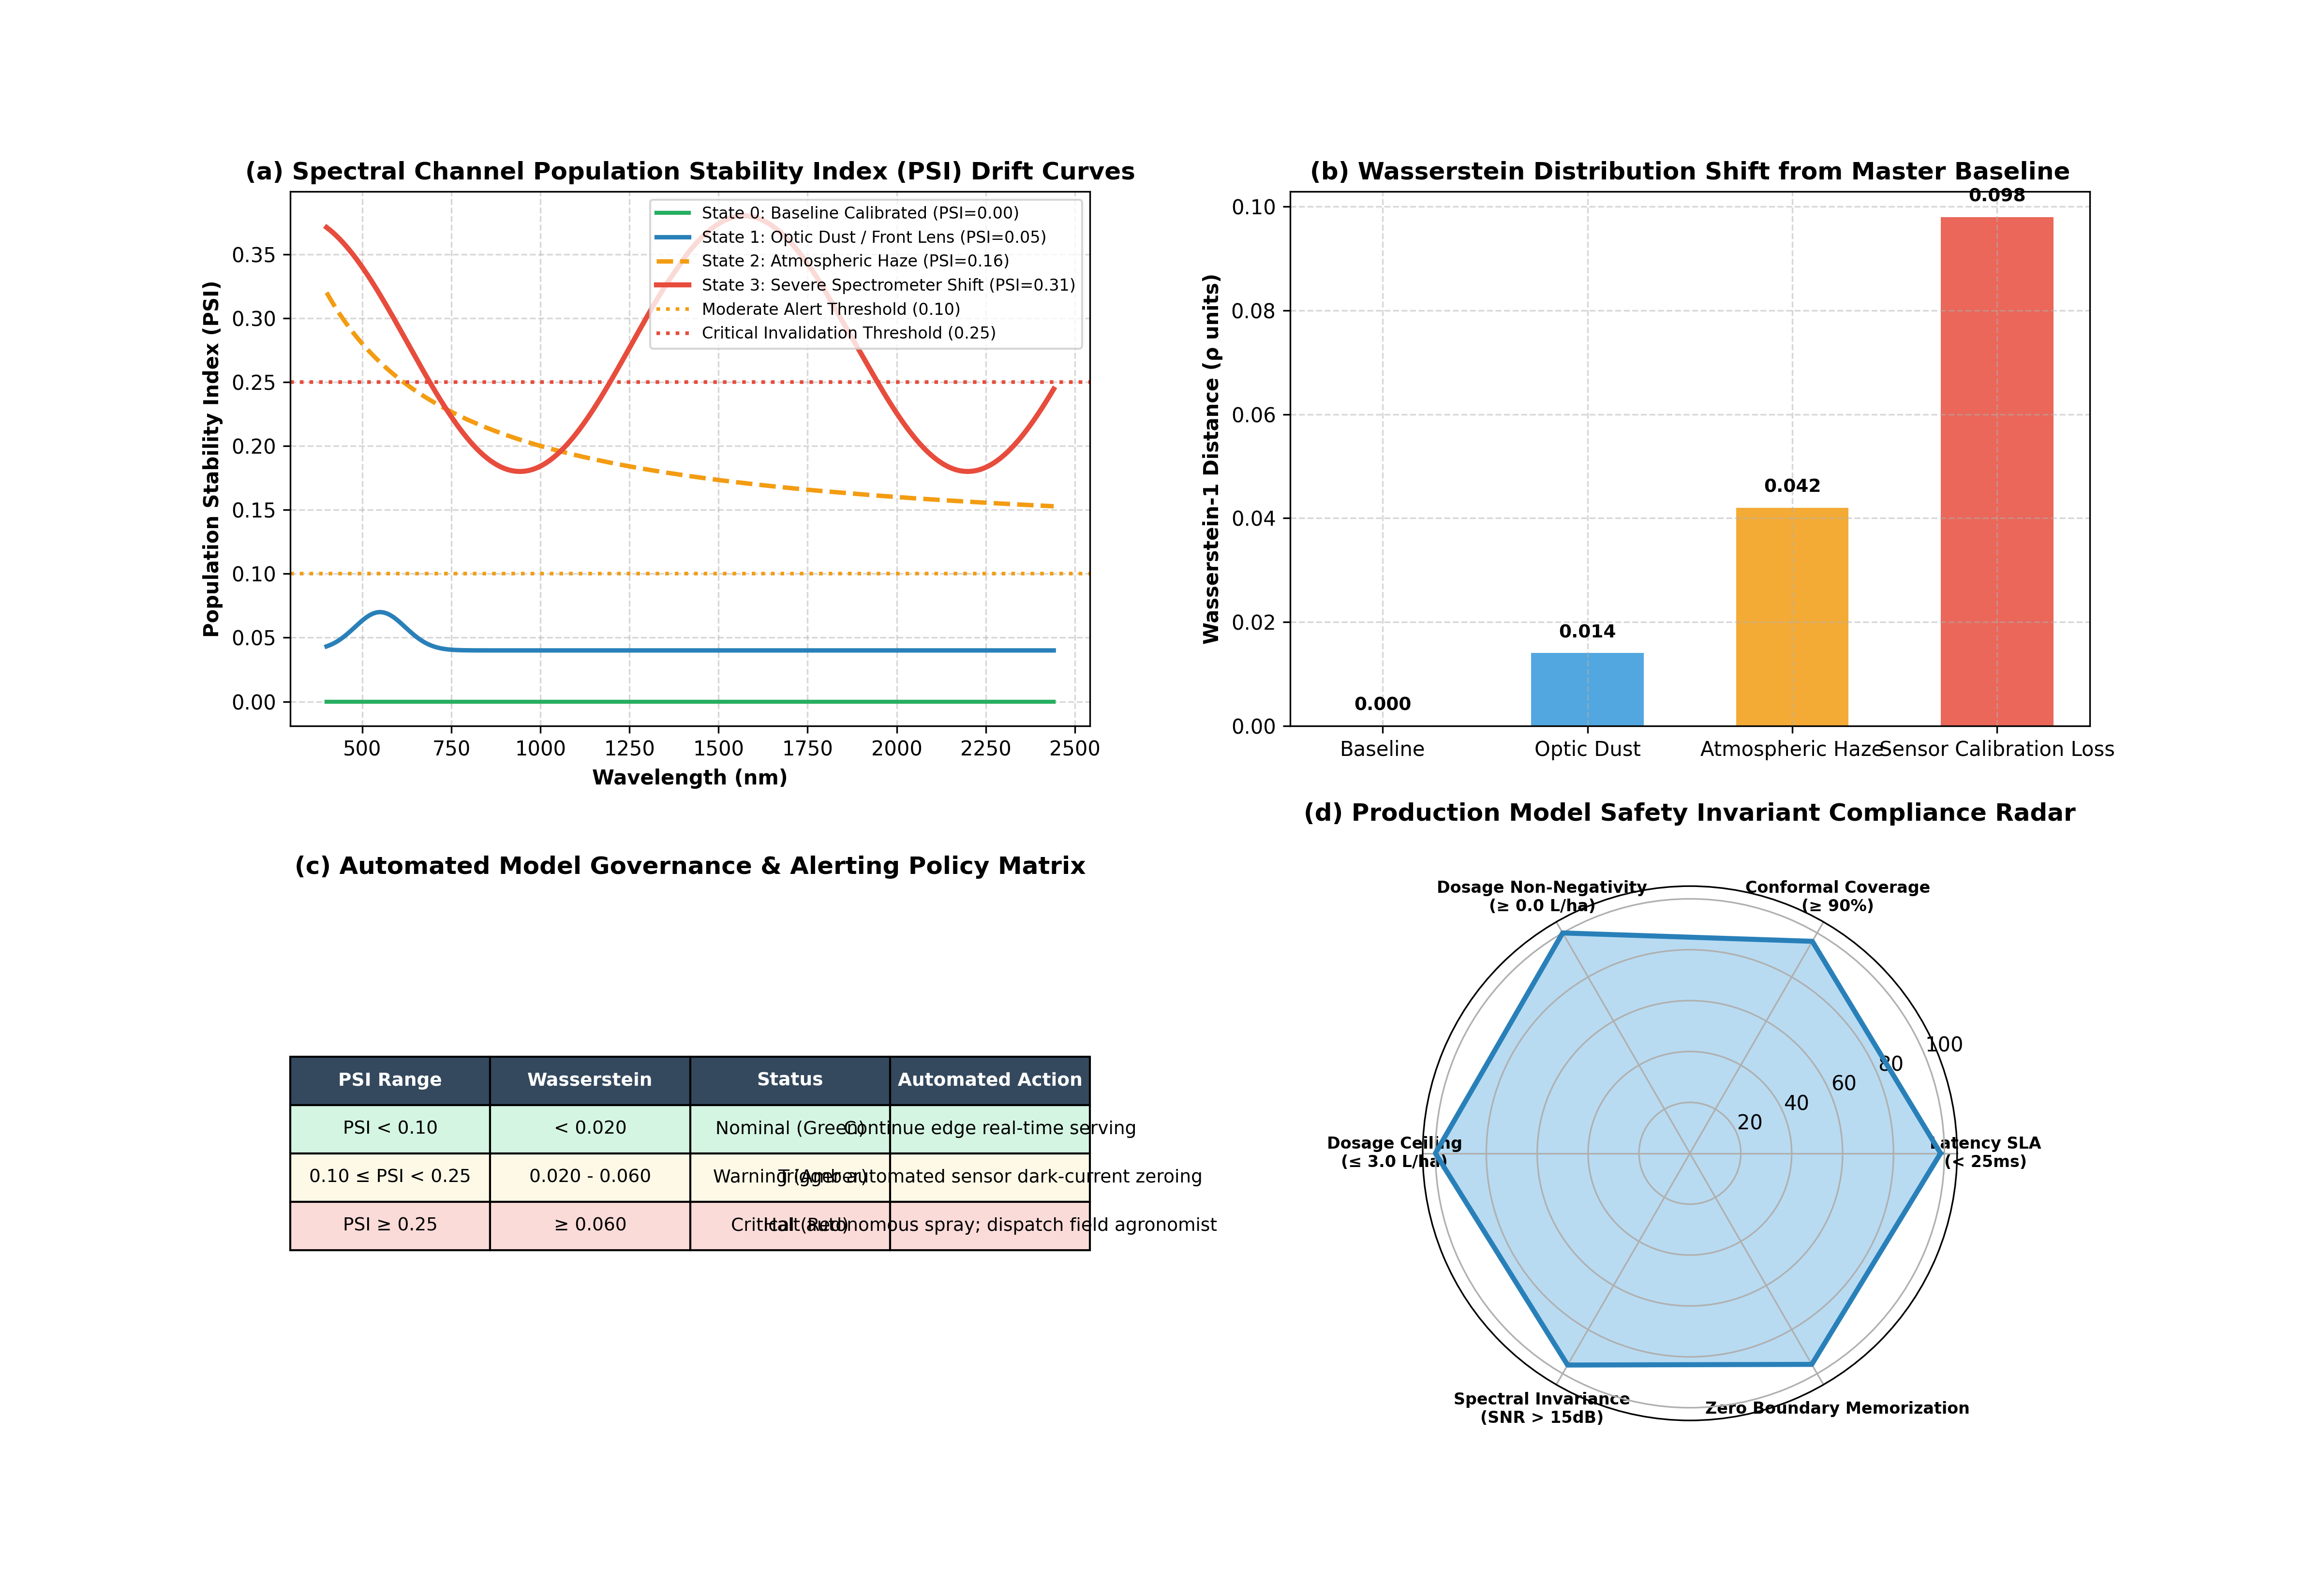 (a) Spectral Channel Population Stability Index (PSI) Drift Curves
Population Stability Index (PSI)
0.35
0.30
0.25
0.20
0.15
0.10
0.05
0.00
State 0: Baseline Calibrated (PSI=0.00)
State 1: Optic Dust / Front Lens (PSI=0.05)
State 2: Atmospheric Haze (PSI=0.16)
State 3: Severe Spectrometer Shift (PSI=0.31)
Moderate Alert Threshold (0.10)
Critical Invalidation Threshold (0.25)
500 750 1000 1250 1500 1750 2000 2250 2500
Wavelength (nm)
(b) Wasserstein Distribution Shift from Master Baseline
Wasserstein-1 Distance (ρ units)
0.10
0.08
0.06
0.04
0.02
0.00
0.000
0.014
0.042
0.098
Baseline Optic Dust Atmospheric Haze Sensor Calibration Loss
(c) Automated Model Governance & Alerting Policy Matrix
PSI Range Wasserstein Status Automated Action
PSI < 0.10 < 0.020 Nominal (Green) Continue edge real-time serving
0.10 ≤ PSI < 0.25 0.020 - 0.060 Warning (Amber) Trigger automated sensor dark-current zeroing
PSI ≥ 0.25 ≥ 0.060 Critical (Red) Halt autonomous spray; dispatch field agronomist
(d) Production Model Safety Invariant Compliance Radar
Dosage Non-Negativity
(≥ 0.0 L/ha)
Conformal Coverage
(≥ 90%)
100
80
60
40
20
Dosage Ceiling
(≤ 3.0 L/ha)
Latency SLA
(< 25ms)
Spectral Invariance
(SNR > 15dB)
Zero Boundary Memorization